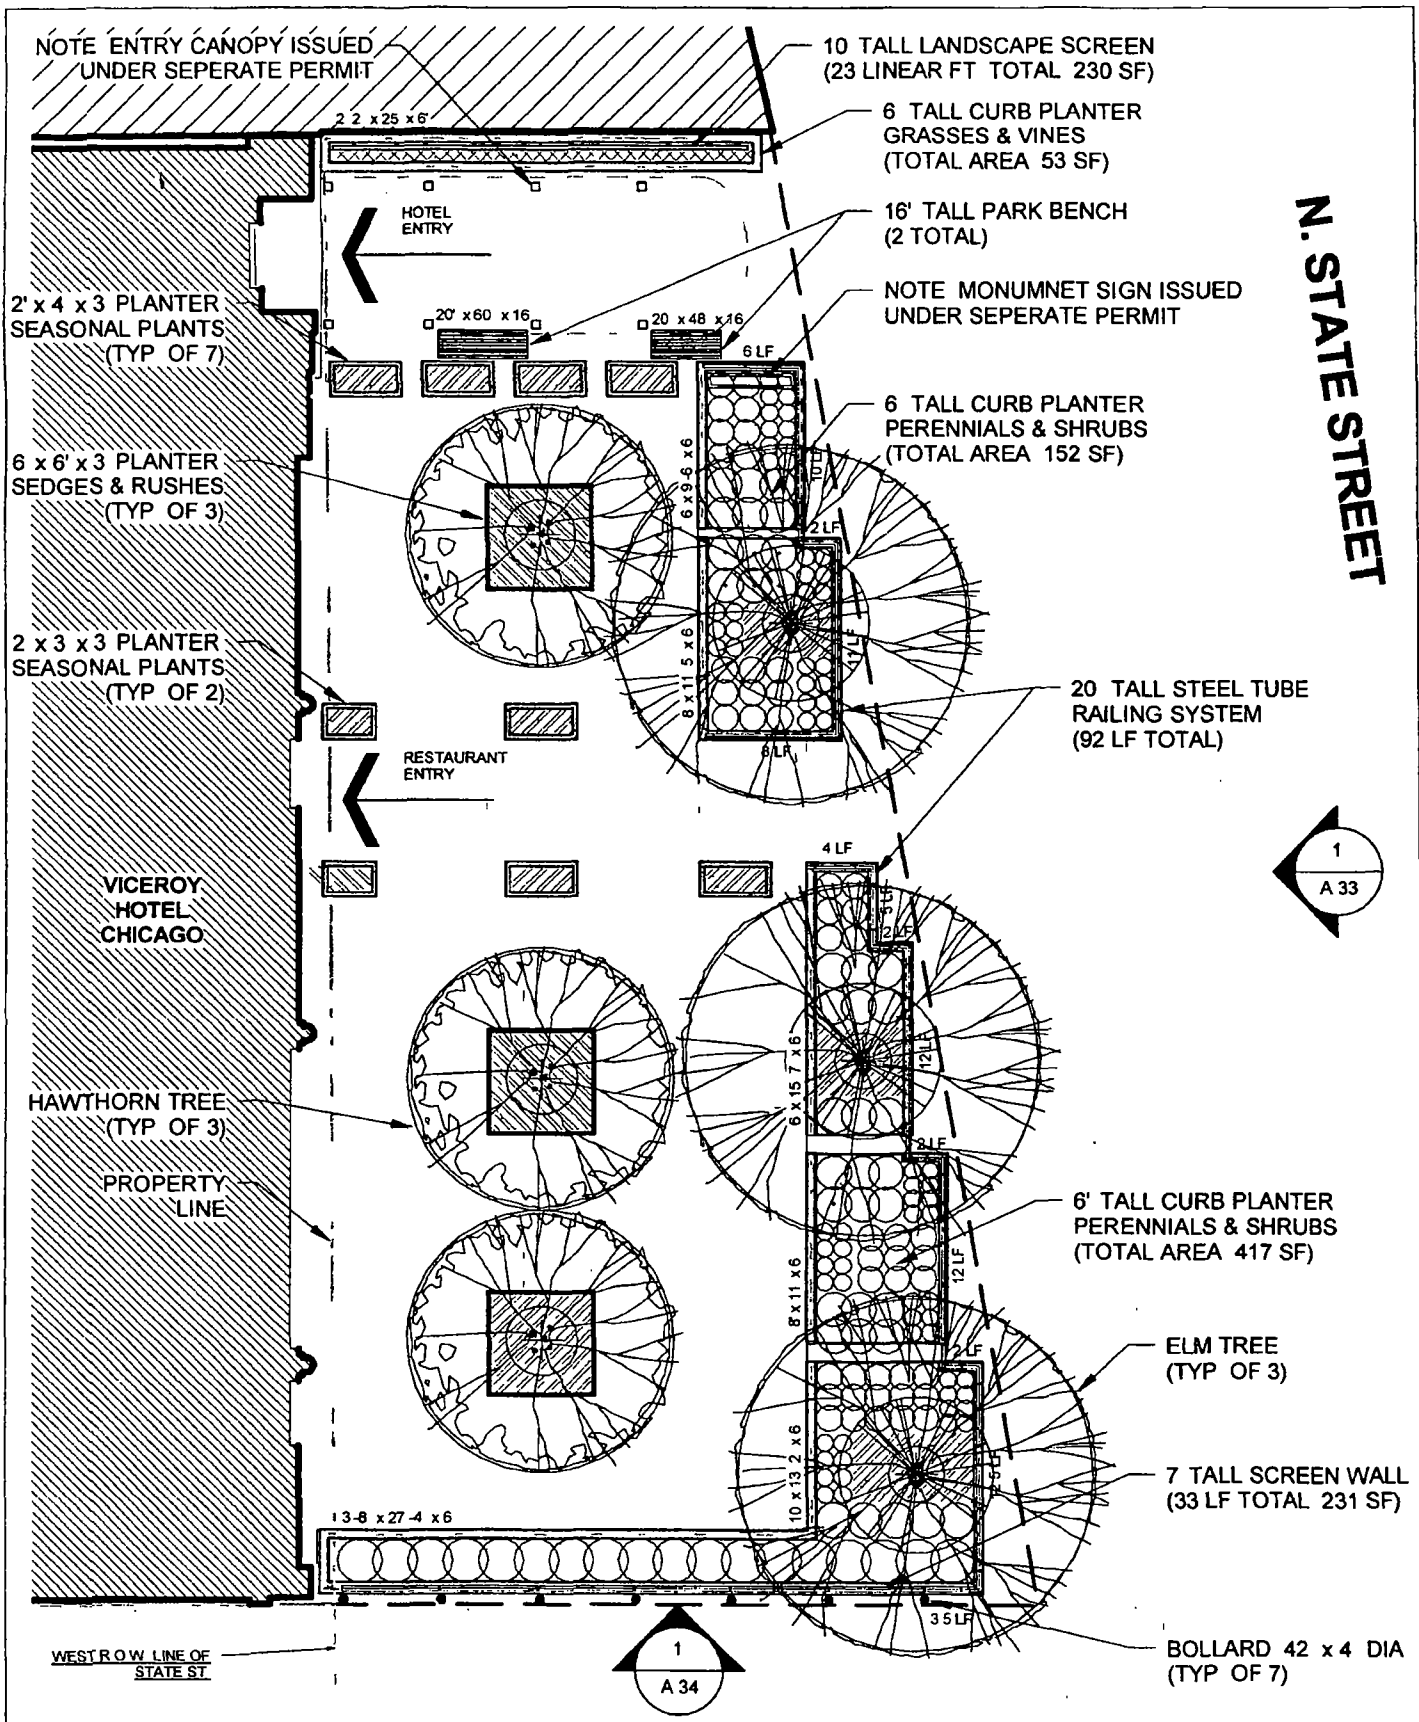 NOTE ENTRY CANOPY ISSUED
UNDER SEPERATE PERMIT
10 TALL LANDSCAPE SCREEN
(23 LINEAR FT TOTAL 230 SF)
2 2 x 25 x 6'
6 TALL CURB PLANTER
GRASSES & VINES
(TOTAL AREA 53 SF)
HOTEL
ENTRY
16' TALL PARK BENCH
(2 TOTAL)
N. STATE STREET
2' x 4 x 3 PLANTER
SEASONAL PLANTS
(TYP OF 7)
20' x 60 x 16
20 x 48 x 16
NOTE MONUMNET SIGN ISSUED
UNDER SEPERATE PERMIT
6 LF
6 TALL CURB PLANTER
PERENNIALS & SHRUBS
(TOTAL AREA 152 SF)
6 x 6' x 3 PLANTER
SEDGES & RUSHES
(TYP OF 3)
6 x 9-6 x 6
2 LF
2 x 3 x 3 PLANTER
SEASONAL PLANTS
(TYP OF 2)
8 x 11 5 x 6
11 LF
8 LF
20 TALL STEEL TUBE
RAILING SYSTEM
(92 LF TOTAL)
RESTAURANT
ENTRY
4 LF
5 LF
2 LF
1
A 33
VICEROY
HOTEL
CHICAGO
6 x 15 7 x 6
12 LF
HAWTHORN TREE
(TYP OF 3)
2 LF
PROPERTY
LINE
6' TALL CURB PLANTER
PERENNIALS & SHRUBS
(TOTAL AREA 417 SF)
8 x 11 x 6
12 LF
2 LF
ELM TREE
(TYP OF 3)
10 x 13 2 x 6
7 TALL SCREEN WALL
(33 LF TOTAL 231 SF)
3-8 x 27-4 x 6
3 5 LF
WEST R O W LINE OF
STATE ST
1
A 34
BOLLARD 42 x 4 DIA
(TYP OF 7)